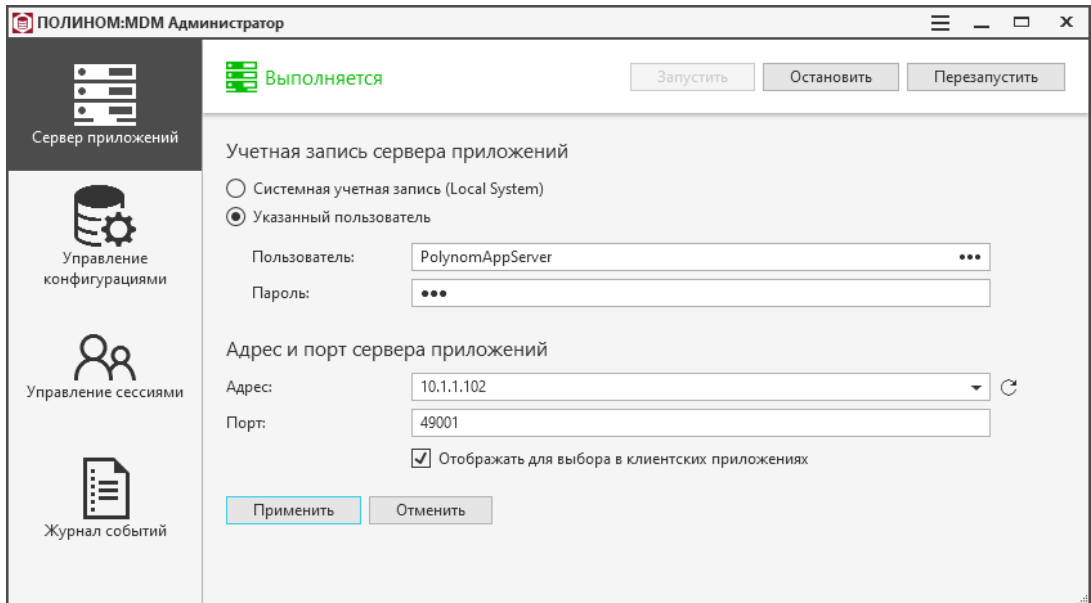 ПОЛИНОМ:MDM Администратор
Выполняется
Запустить
Остановить
Перезапустить
Сервер приложений
Управление
конфигурациями
Управление сессиями
Журнал событий
Учетная запись сервера приложений
Системная учетная запись (Local System)
Указанный пользователь
Пользователь: PolynomAppServer
Пароль: •••
Адрес и порт сервера приложений
Адрес: 10.1.1.102
Порт: 49001
Отображать для выбора в клиентских приложениях
Применить
Отменить